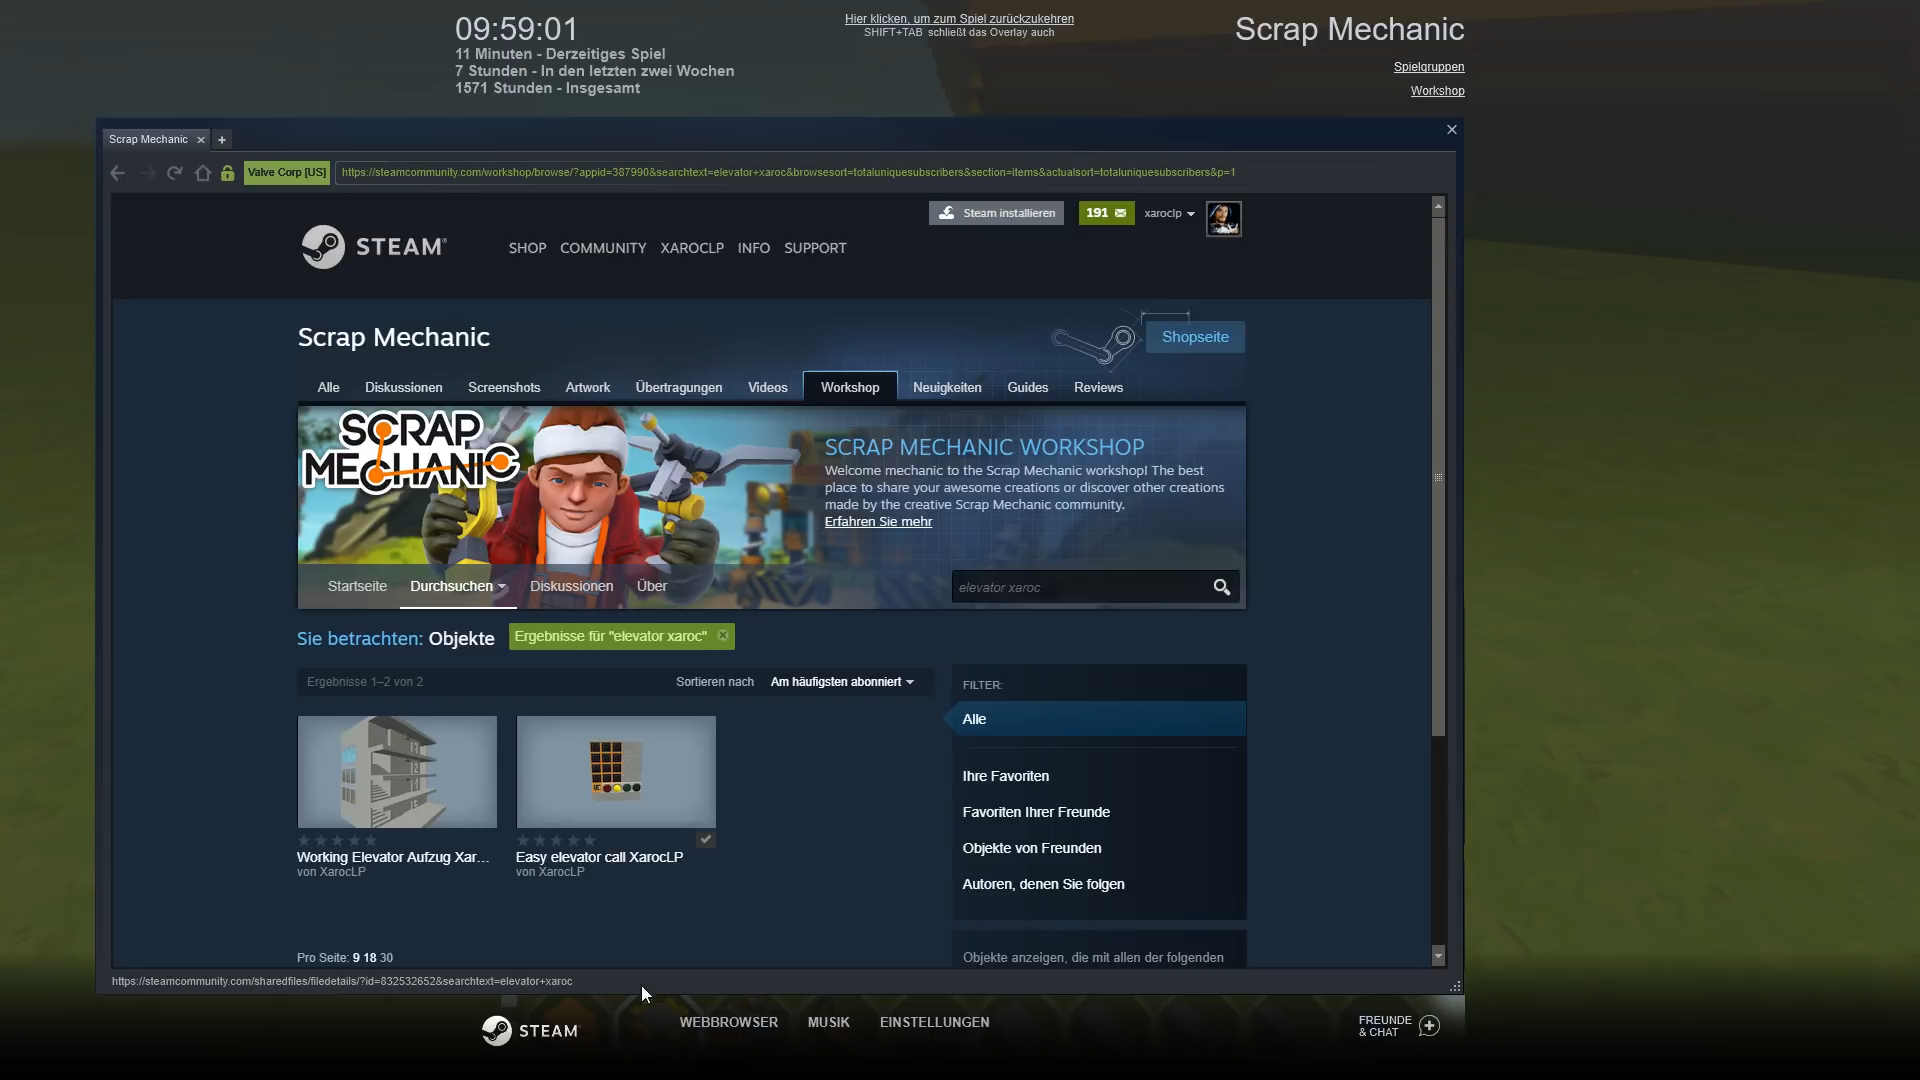 09:59:01
11 Minuten - Derzeitiges Spiel
7 Stunden - In den letzten zwei Wochen
1571 Stunden - Insgesamt
Hier klicken, um zum Spiel zurückzukehren
SHIFT+TAB schließt das Overlay auch
Scrap Mechanic
Spielgruppen
Workshop
Scrap Mechanic
Valve Corp [US]
https://steamcommunity.com/workshop/browse/?appid=387990&searchtext=elevator+xaroc&browsesort=totaluniquesubscribers&section=items&actualsort=totaluniquesubscribers&p=1
Steam installieren
191
xaroclp
STEAM
SHOP COMMUNITY XAROCLP INFO SUPPORT
Scrap Mechanic
Shopseite
Alle Diskussionen Screenshots Artwork Übertragungen Videos Workshop Neuigkeiten Guides Reviews
SCRAP
MECHANIC
SCRAP MECHANIC WORKSHOP
Welcome mechanic to the Scrap Mechanic workshop! The best
place to share your awesome creations or discover other creations
made by the creative Scrap Mechanic community.
Erfahren Sie mehr
Startseite Durchsuchen Diskussionen Über
elevator xaroc
Sie betrachten: Objekte
Ergebnisse für "elevator xaroc"
Ergebnisse 1–2 von 2
Sortieren nach Am häufigsten abonniert
Working Elevator Aufzug Xar...
von XarocLP
Easy elevator call XarocLP
von XarocLP
FILTER:
Alle
Ihre Favoriten
Favoriten Ihrer Freunde
Objekte von Freunden
Autoren, denen Sie folgen
Objekte anzeigen, die mit allen der folgenden
Pro Seite: 9 18 30
https://steamcommunity.com/sharedfiles/filedetails/?id=832532652&searchtext=elevator+xaroc
STEAM
WEBBROWSER MUSIK EINSTELLUNGEN
FREUNDE
& CHAT